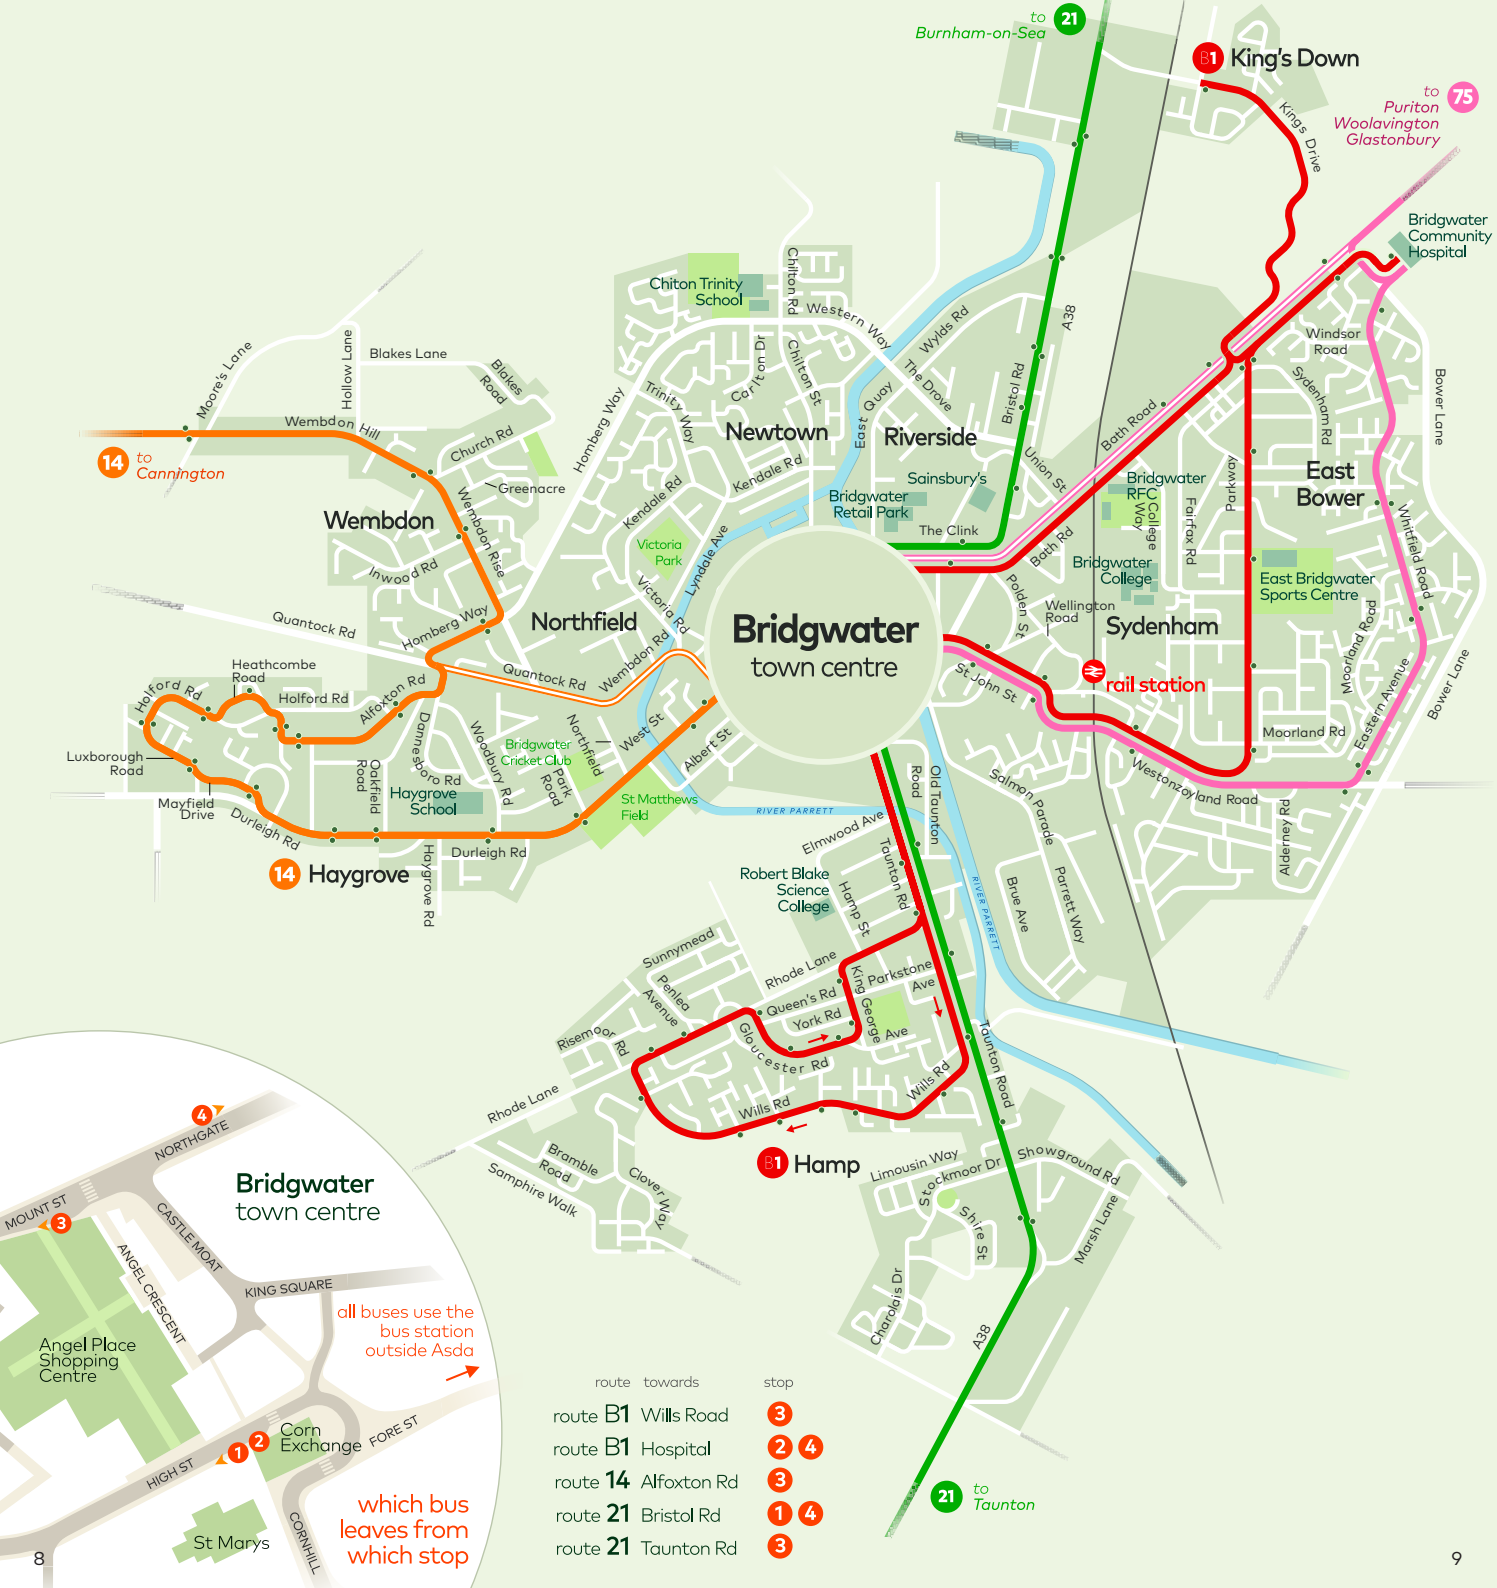 to 21
Burnham-on-Sea
B1 King's Down
to 75
Puriton
Woolavington
Glastonbury
Kings Drive
Bridgwater
Community
Hospital
Chiton Trinity
School
Chilton Rd
Western Way
Wylds Rd
A38
Windsor
Road
Moore's Lane
Hollow Lane
Blakes Lane
Blakes
Road
Carlton Dr
Chilton St
The Drove
Bristol Rd
Sydenham Rd
Bower Lane
Homberg Way
Trinity Way
East Quay
Bath Road
Wembdon Hill
Church Rd
Newtown
Riverside
14 to
Cannington
Greenacre
Kendale Rd
Kendale Rd
Sainsbury's
Union St
Bridgwater
RFC
College
Way
Fairfax Rd
Parkway
East
Bower
Wembdon
Wembdon Rise
Bridgwater
Retail Park
The Clink
Bath Rd
Whitfield Road
Victoria
Park
Lyndale Ave
Inwood Rd
Bridgwater
College
East Bridgwater
Sports Centre
Victoria Rd
Polden St
Wellington
Road
Sydenham
Moorland Road
Quantock Rd
Homberg Way
Northfield
Bridgwater
town centre
Wembdon Rd
Heathcombe
Road
Quantock Rd
St John St
rail station
Bower Lane
Holford Rd
Holford Rd
Alfoxton Rd
Eastern Avenue
Moorland Rd
Luxborough
Road
Dannesboro Rd
Woodbury Rd
Northfield
West St
Albert St
Bridgwater
Cricket Club
Park
Road
Oakfield
Road
Haygrove
School
St Matthews
Field
Mayfield
Drive
Durleigh Rd
Durleigh Rd
RIVER PARRETT
Old Taunton
Road
Salmon Parade
Westonzoyland Road
Alderney Rd
14 Haygrove
Haygrove Rd
Elmwood Ave
Taunton Rd
Robert Blake
Science
College
Hamp St
RIVER PARRETT
Brue Ave
Parrett Way
Sunnymead
Rhode Lane
Parkstone
Ave
Penlea
Avenue
Queen's Rd
King
George
Ave
York Rd
Risemoor
Rd
Gloucester Rd
Taunton Road
Wills Rd
Wills Rd
Rhode Lane
B1 Hamp
Bramble
Road
Samphire Walk
Clover Way
Limousin Way
Stockmoor Dr
Showground Rd
Shire St
Marsh Lane
Charolais Dr
A38
21 to
Taunton
4
NORTHGATE
MOUNT ST
3
Bridgwater
town centre
CASTLE MOAT
ANGEL CRESCENT
KING SQUARE
all buses use the
bus station
outside Asda
Angel Place
Shopping
Centre
Corn
Exchange
FORE ST
1 2
HIGH ST
which bus
leaves from
which stop
St Marys
CORNHILL
route towards stop
route B1 Wills Road 3
route B1 Hospital 2 4
route 14 Alfoxton Rd 3
route 21 Bristol Rd 1 4
route 21 Taunton Rd 3
8
9